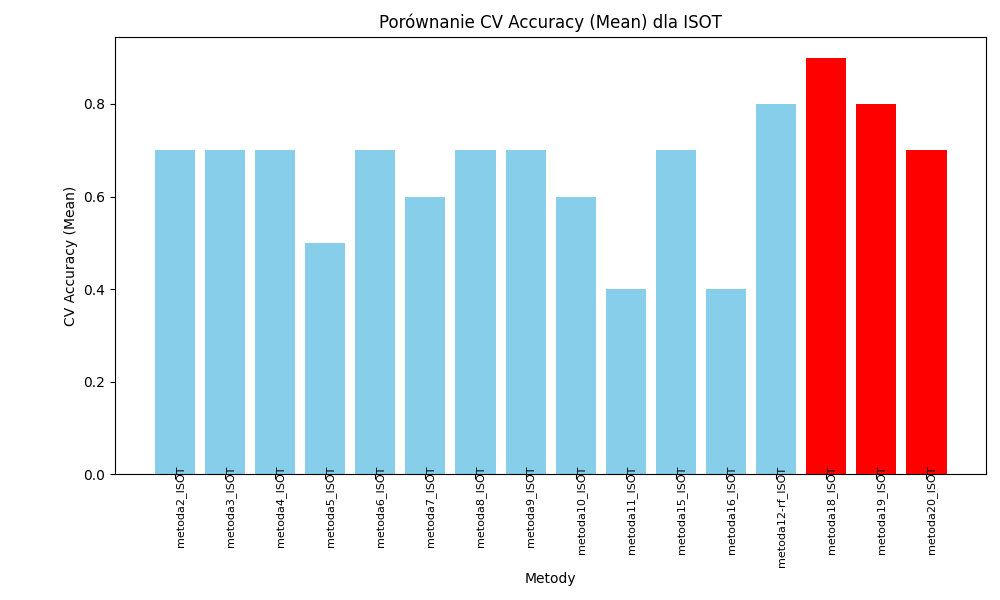 Porównanie CV Accuracy (Mean) dla ISOT
CV Accuracy (Mean)
0.8
0.6
0.4
0.2
0.0
metoda2_ISOT
metoda3_ISOT
metoda4_ISOT
metoda5_ISOT
metoda6_ISOT
metoda7_ISOT
metoda8_ISOT
metoda9_ISOT
metoda10_ISOT
metoda11_ISOT
metoda15_ISOT
metoda16_ISOT
metoda12-rf_ISOT
metoda18_ISOT
metoda19_ISOT
metoda20_ISOT
Metody